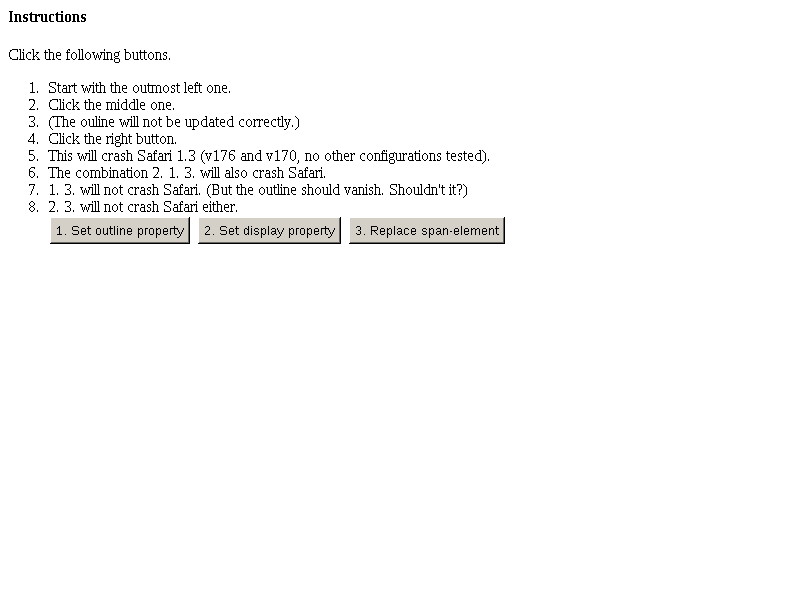 Instructions
Click the following buttons.
1. Start with the outmost left one.
2. Click the middle one.
3. (The ouline will not be updated correctly.)
4. Click the right button.
5. This will crash Safari 1.3 (v176 and v170, no other configurations tested).
6. The combination 2. 1. 3. will also crash Safari.
7. 1. 3. will not crash Safari. (But the outline should vanish. Shouldn't it?)
8. 2. 3. will not crash Safari either.
1. Set outline property 2. Set display property 3. Replace span-element